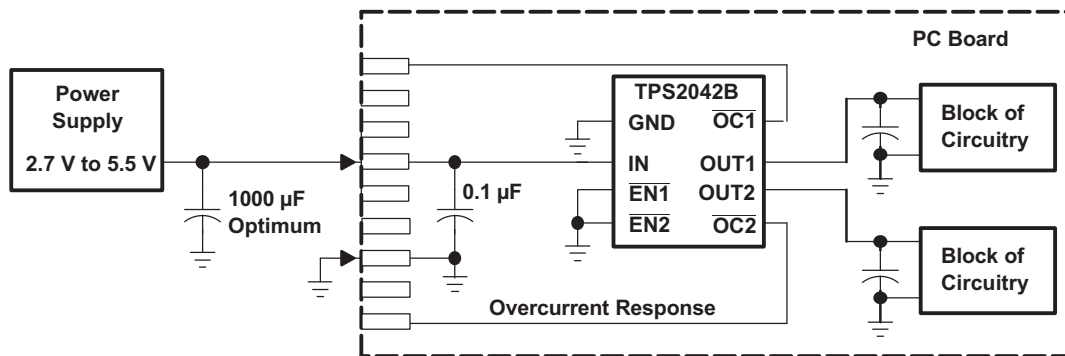 PC Board
Power
Supply
2.7 V to 5.5 V
1000 µF
Optimum
0.1 µF
TPS2042B
GND
OC1
IN
OUT1
EN1
OUT2
EN2
OC2
Block of
Circuitry
Block of
Circuitry
Overcurrent Response